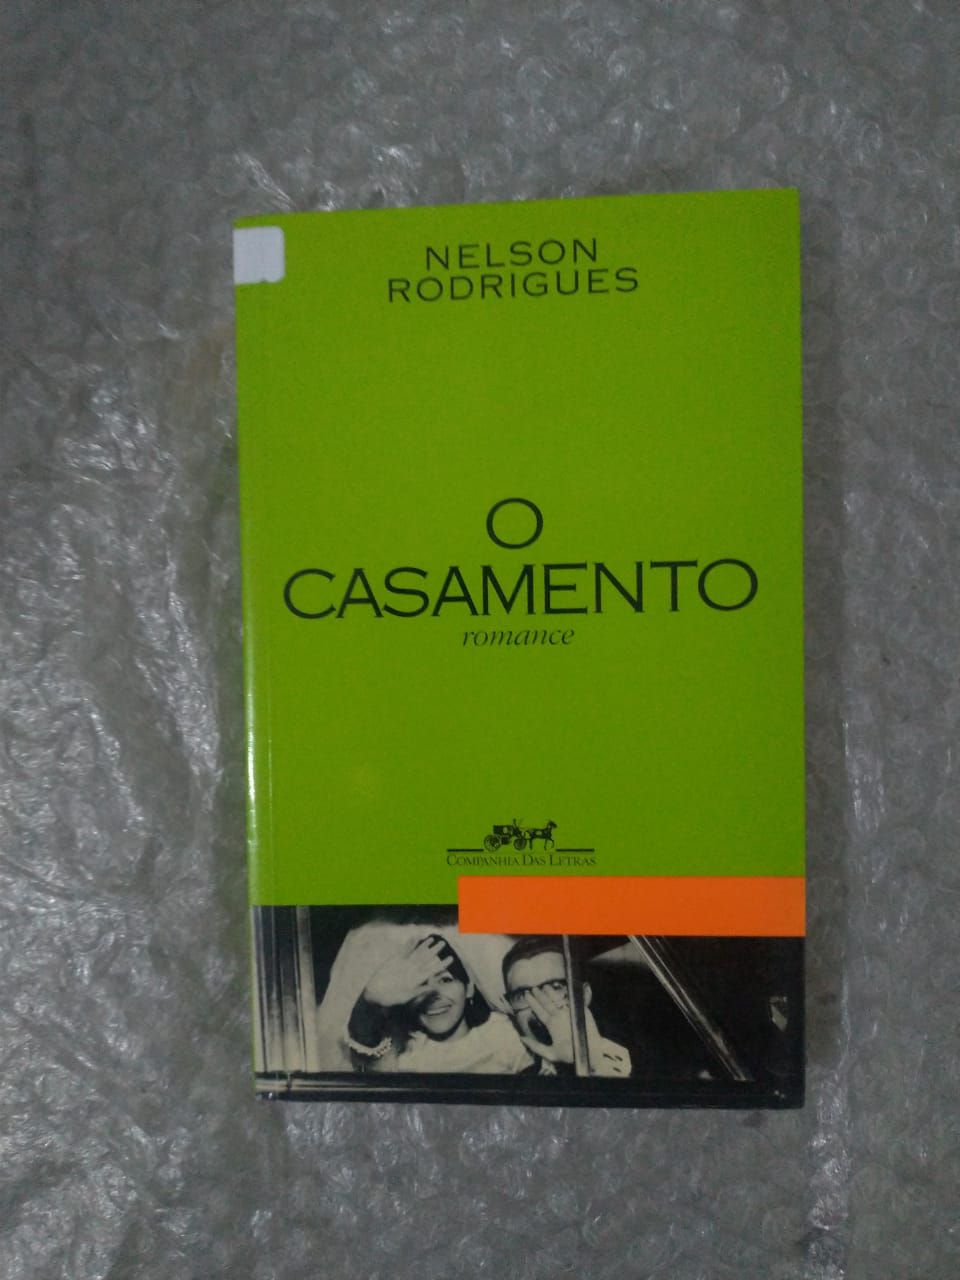 NELSON
RODRIGUES
O
CASAMENTO
romance
COMPANHIA DAS LETRAS